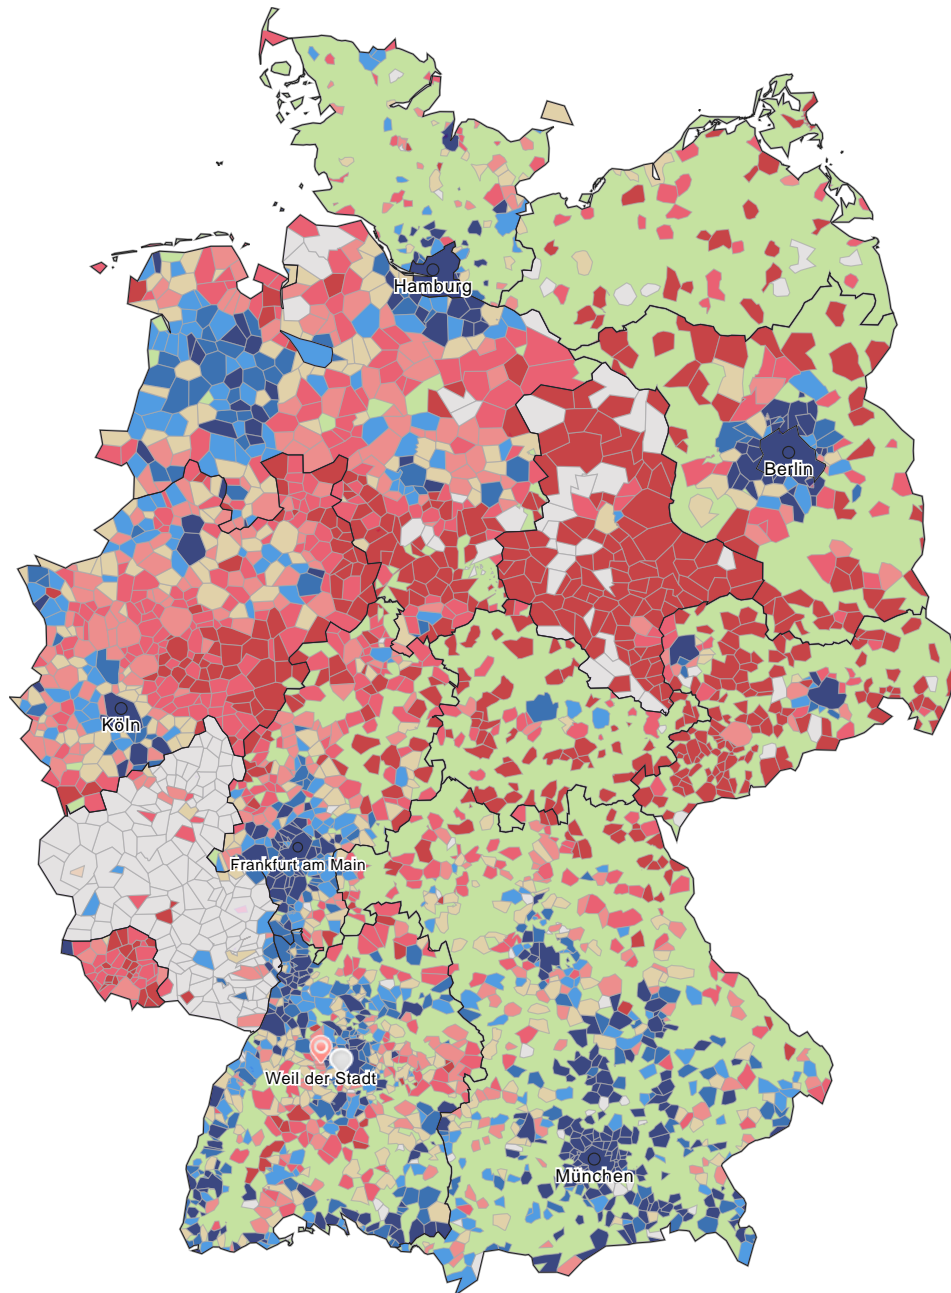 Hamburg
Berlin
Köln
Frankfurt am Main
Weil der Stadt
München